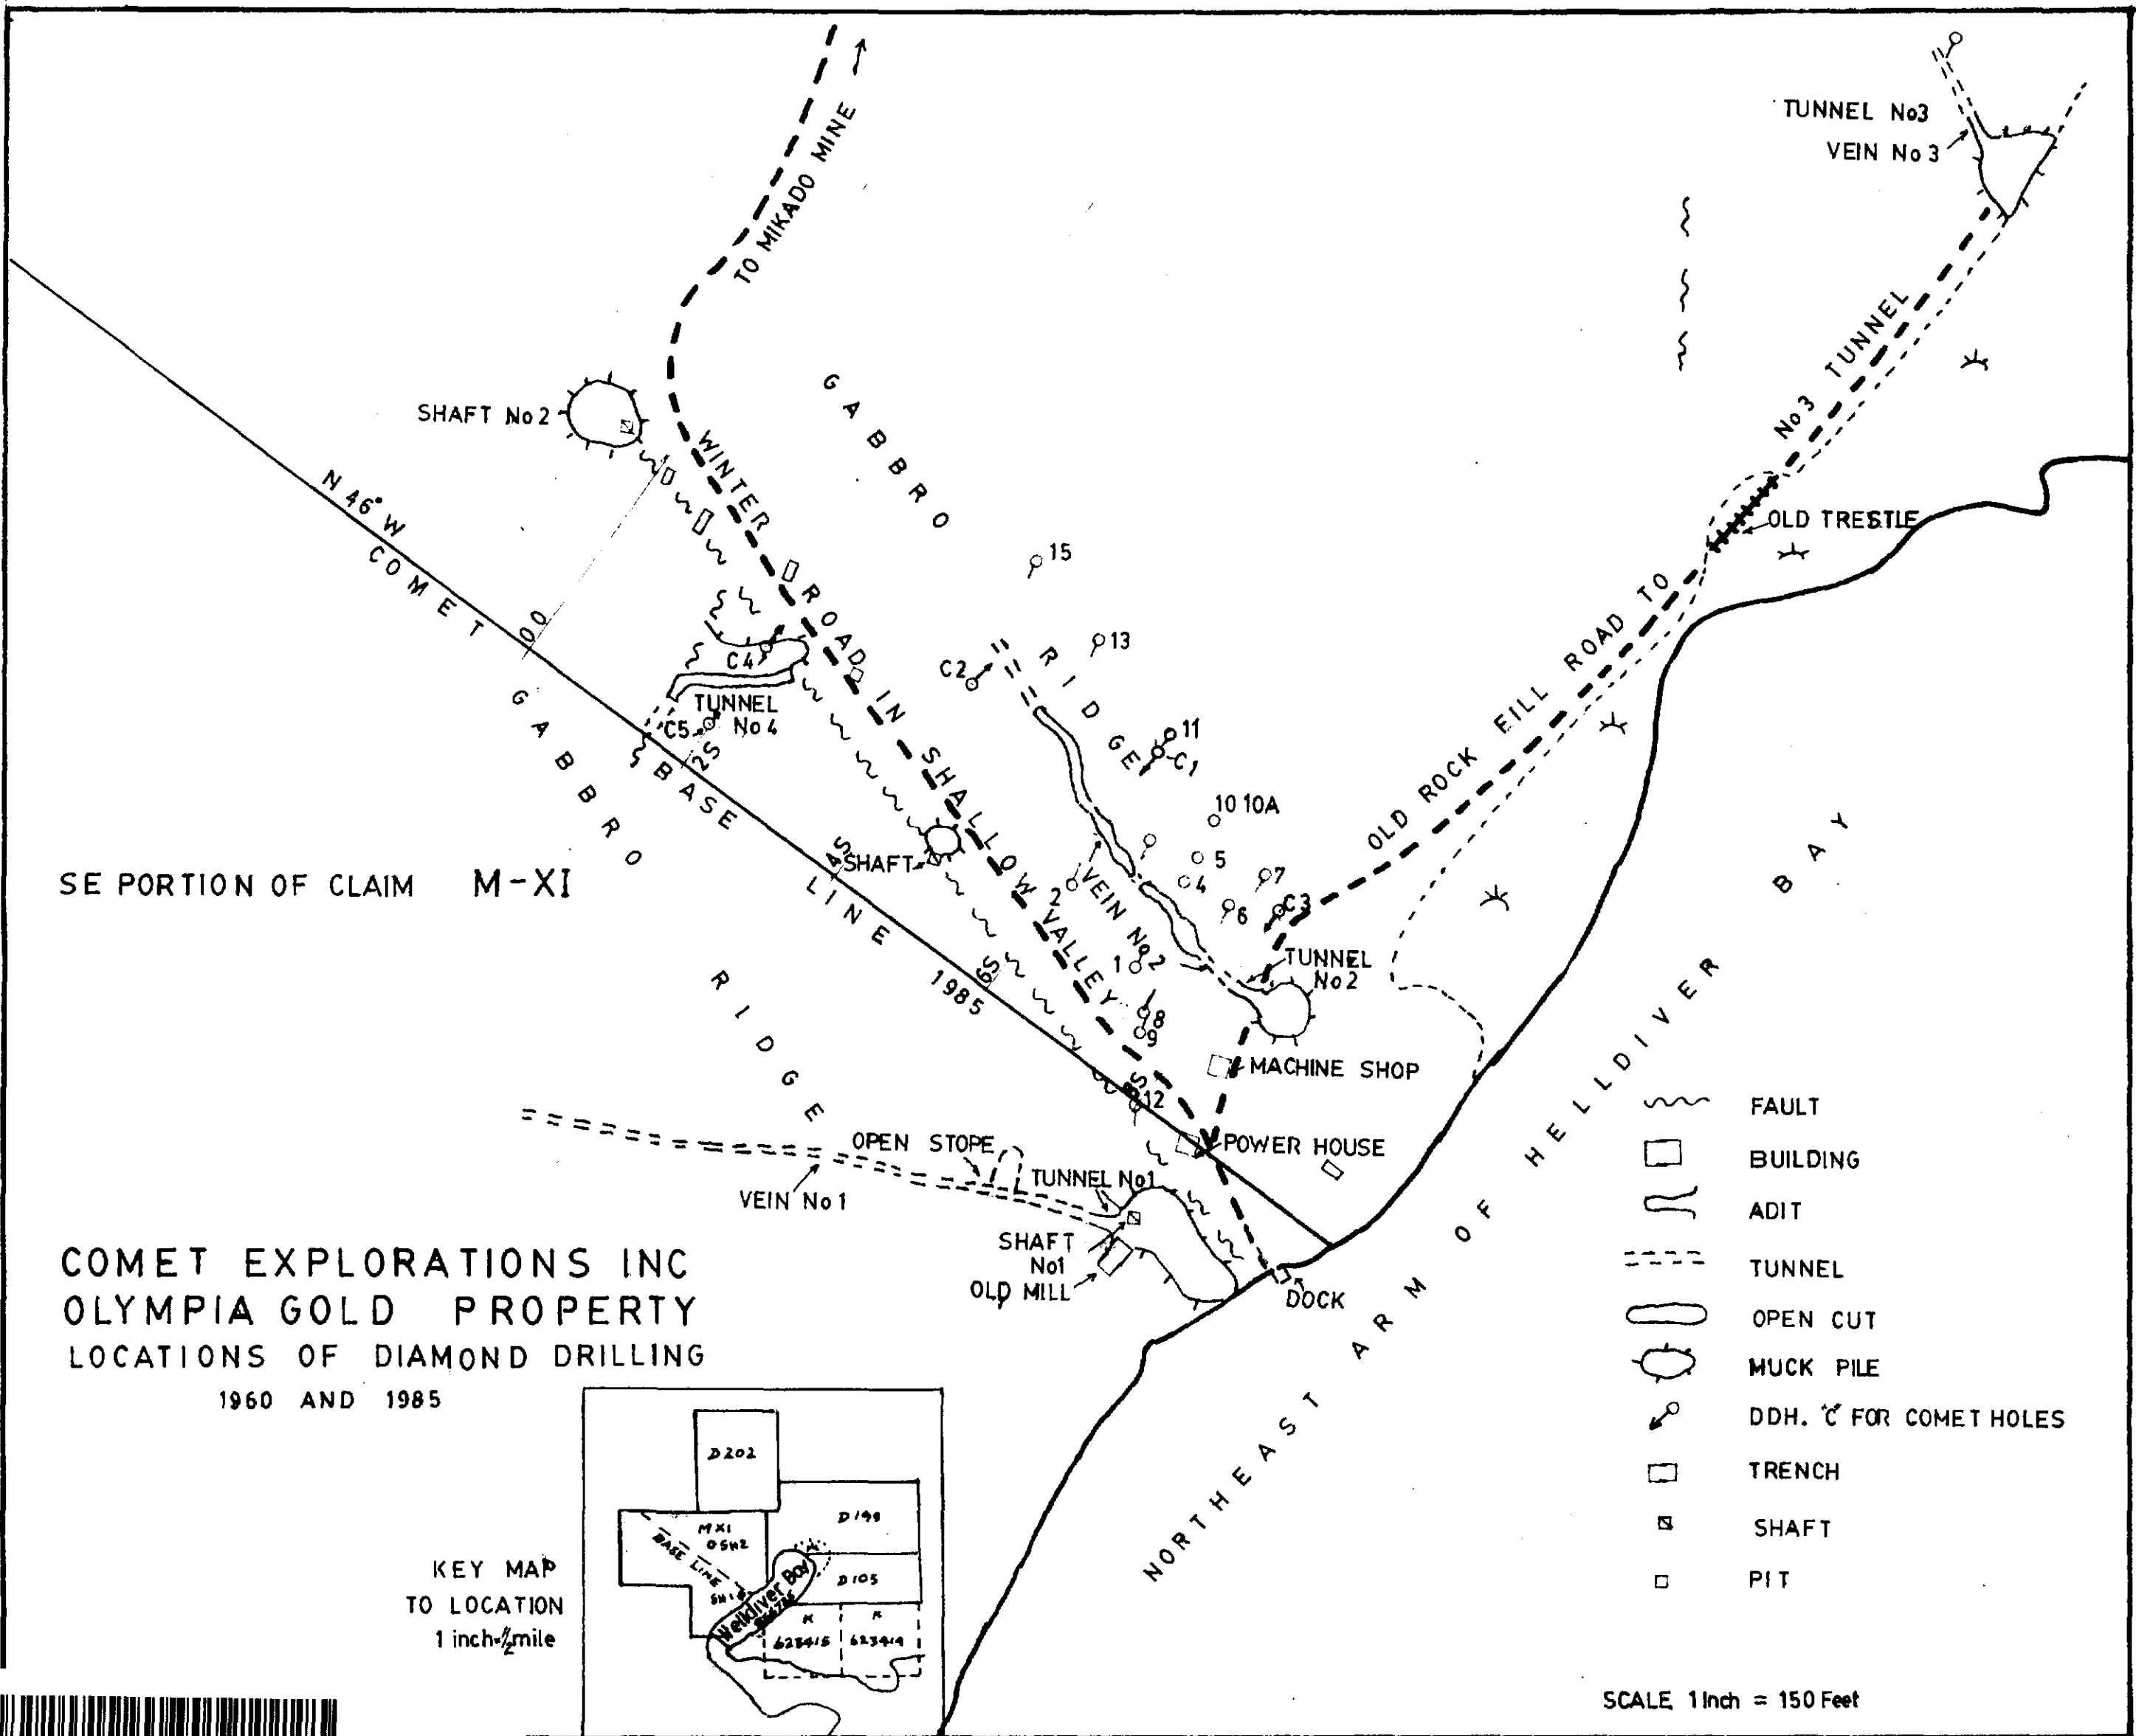 TO MIKADO MINE
TUNNEL No3
VEIN No 3
SHAFT No 2
GABBRO
N 46° W
COMET BASE LINE 1985
00
2S
4S
6S
8S
WINTER ROAD IN SHALLOW VALLEY
15
13
C2
RIDGE
C4
TUNNEL No 4
C5
11
C1
10 10A
5
4
7
6
C3
2
VEIN No 2
1
8
9
12
SHAFT
OLD ROCK FILL ROAD TO No 3 TUNNEL
OLD TRESTLE
TUNNEL No 2
MACHINE SHOP
POWER HOUSE
GABBRO RIDGE
SE PORTION OF CLAIM M-XI
OPEN STOPE
TUNNEL No1
VEIN No 1
SHAFT No1
OLD MILL
DOCK
NORTHEAST ARM OF HELLDIVER BAY
COMET EXPLORATIONS INC
OLYMPIA GOLD PROPERTY
LOCATIONS OF DIAMOND DRILLING
1960 AND 1985
KEY MAP
TO LOCATION
1 inch=1/2 mile
D202
MXI
BASE LINE
D105
Helldiver Bay
K
623415
K
FAULT
BUILDING
ADIT
TUNNEL
OPEN CUT
MUCK PILE
DDH. "C" FOR COMET HOLES
TRENCH
SHAFT
PIT
SCALE 1 Inch = 150 Feet